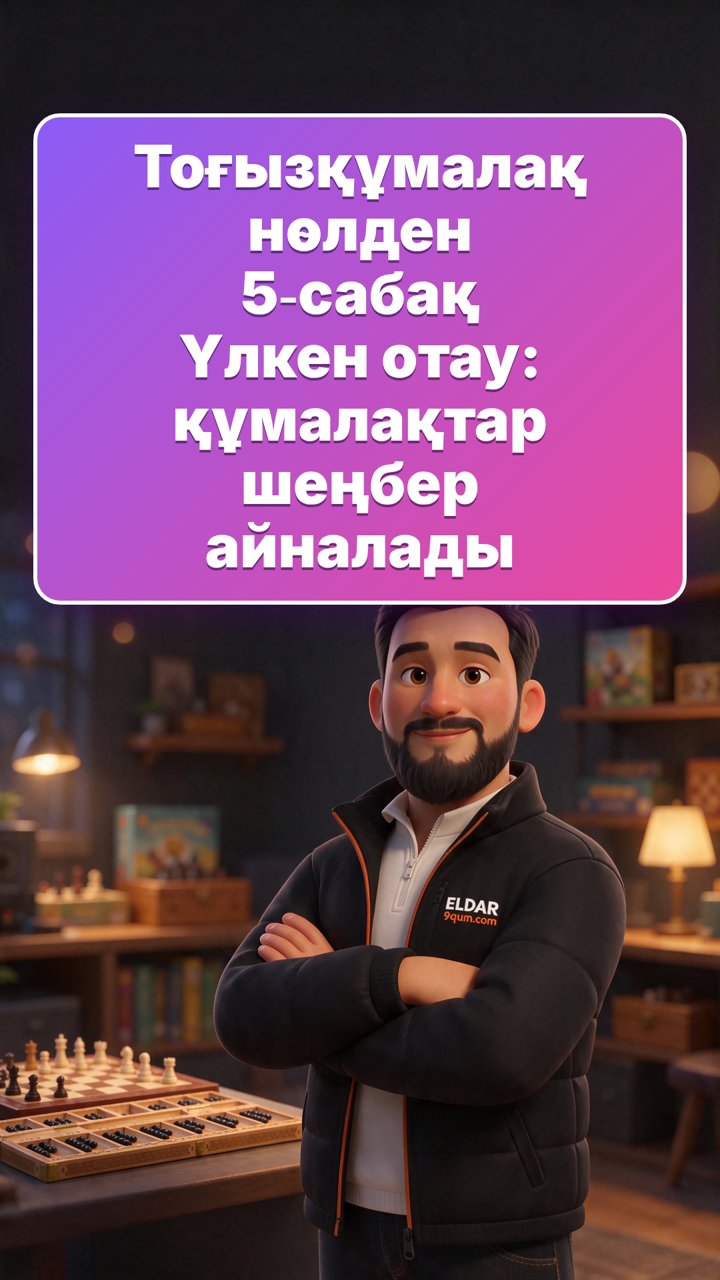 Тоғызқұмалақ
нөлден
5-сабақ
Үлкен отау:
құмалақтар
шеңбер
айналады
ELDAR
9qum.com